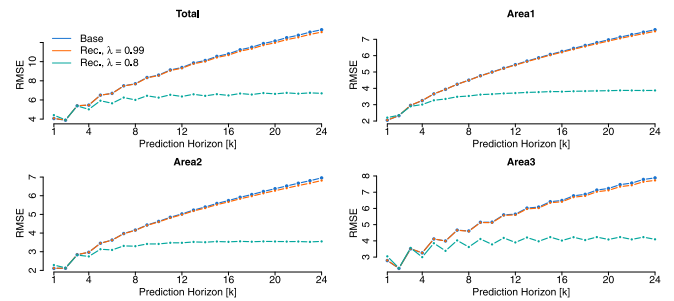 Total
RMSE
4 6 8 10 12
Base
Rec., λ = 0.99
Rec., λ = 0.8
1 4 8 12 16 20 24
Prediction Horizon [k]
Area1
RMSE
2 3 4 5 6 7
1 4 8 12 16 20 24
Prediction Horizon [k]
Area2
RMSE
2 3 4 5 6 7
1 4 8 12 16 20 24
Prediction Horizon [k]
Area3
RMSE
3 4 5 6 7 8
1 4 8 12 16 20 24
Prediction Horizon [k]